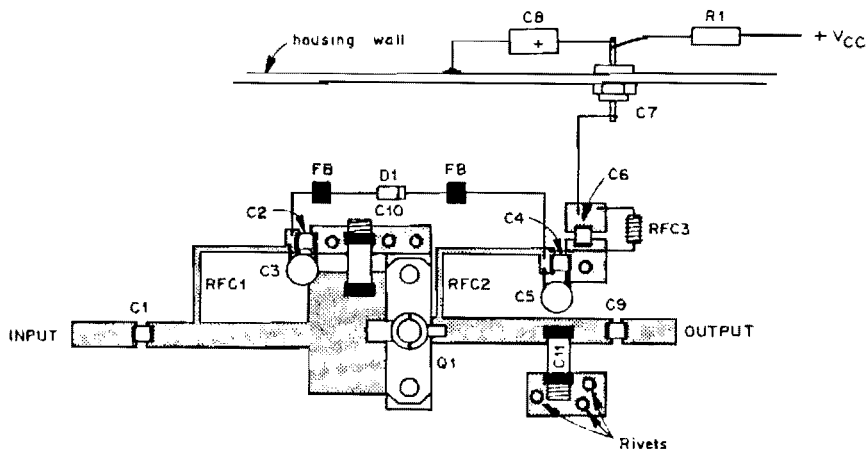 C8
R1
+ VCC
housing wall
C7
FB
D1
FB
C10
C6
C2
C4
RFC3
C3
RFC1
RFC2
C5
C1
C9
INPUT
OUTPUT
Q1
C11
Rivets